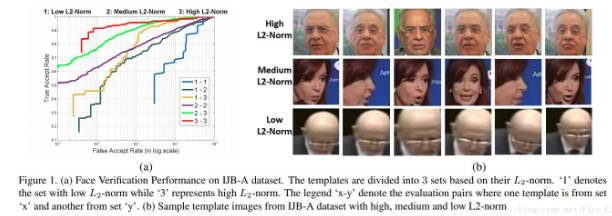 1: Low L2-Norm 2: Medium L2-Norm 3: High L2-Norm
True Accept Rate
1 - 1
1 - 2
1 - 3
2 - 2
2 - 3
3 - 3
False Accept Rate (in log scale)
(a)
High
L2-Norm
Medium
L2-Norm
Low
L2-Norm
(b)
Figure 1. (a) Face Verification Performance on IJB-A dataset. The templates are divided into 3 sets based on their L2-norm. '1' denotes
the set with low L2-norm while '3' represents high L2-norm. The legend 'x-y' denote the evaluation pairs where one template is from set
'x' and another from set 'y'. (b) Sample template images from IJB-A dataset with high, medium and low L2-norm